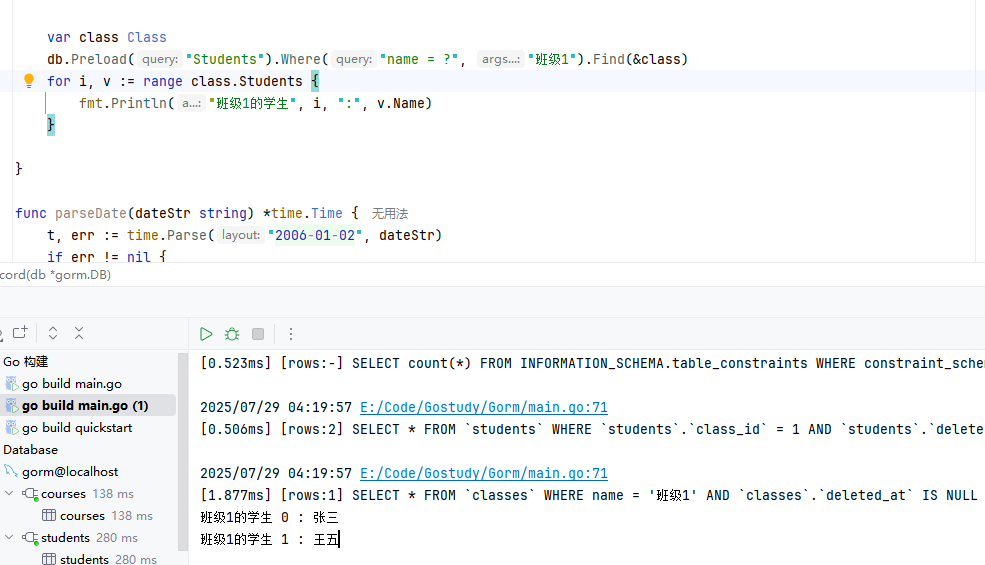 var class Class
db.Preload( query: "Students").Where( query: "name = ?", args...: "班级1").Find(&class)
for i, v := range class.Students {
fmt.Println( a...: "班级1的学生", i, ":", v.Name)
}
}
func parseDate(dateStr string) *time.Time { 无用法
t, err := time.Parse( layout: "2006-01-02", dateStr)
if err != nil {
cord(db *gorm.DB)
Go 构建
go build main.go
go build main.go (1)
go build quickstart
Database
gorm@localhost
courses 138 ms
courses 138 ms
students 280 ms
students 280 ms
[0.523ms] [rows:-] SELECT count(*) FROM INFORMATION_SCHEMA.table_constraints WHERE constraint_sche
2025/07/29 04:19:57 E:/Code/Gostudy/Gorm/main.go:71
[0.506ms] [rows:2] SELECT * FROM `students` WHERE `students`.`class_id` = 1 AND `students`.`delete
2025/07/29 04:19:57 E:/Code/Gostudy/Gorm/main.go:71
[1.877ms] [rows:1] SELECT * FROM `classes` WHERE name = '班级1' AND `classes`.`deleted_at` IS NULL
班级1的学生 0 : 张三
班级1的学生 1 : 王五